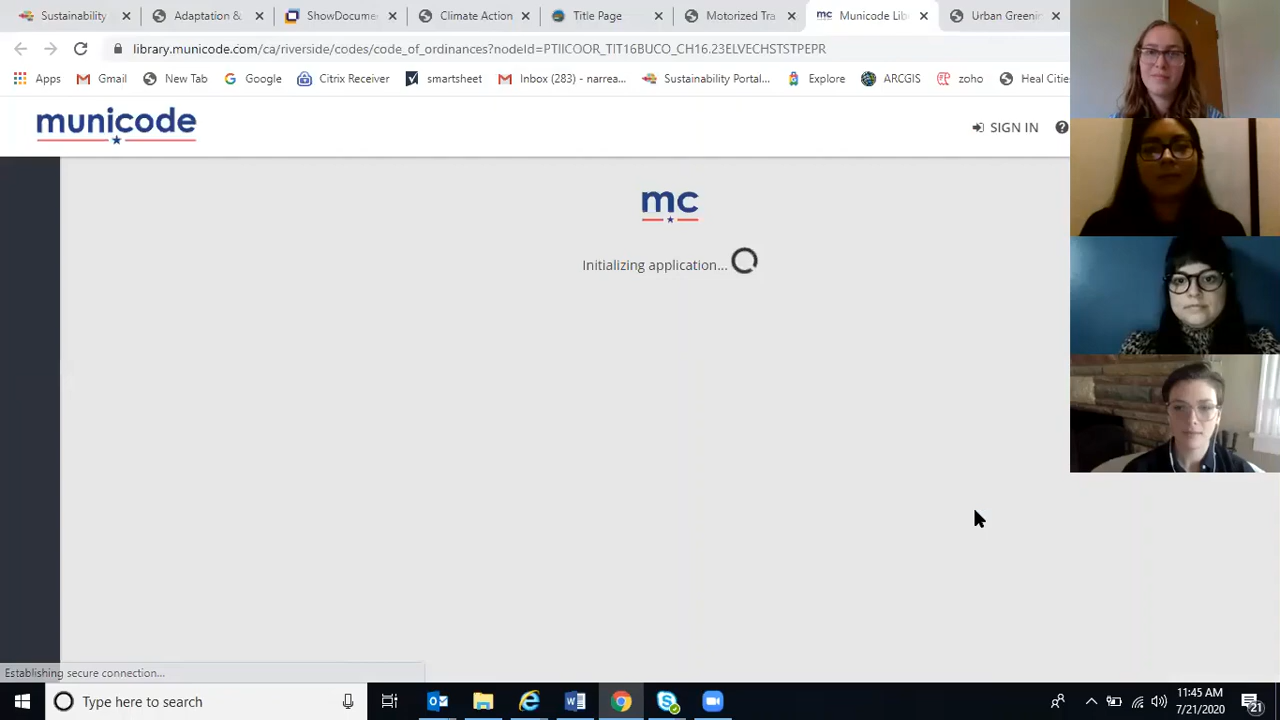 Sustainability
Adaptation &
ShowDocume
Climate Action
Title Page
Motorized Tra
mc Municode Lib
Urban Greenin
library.municode.com/ca/riverside/codes/code_of_ordinances?nodeId=PTIICOOR_TIT16BUCO_CH16.23ELVECHSTSTPEPR
Apps
Gmail
New Tab
Google
Citrix Receiver
smartsheet
Inbox (283) - narrea...
Sustainability Portal...
Explore
ARCGIS
zoho
Heal Citie
municode
SIGN IN
mc
Initializing application...
Establishing secure connection...
Type here to search
11:45 AM
7/21/2020
21